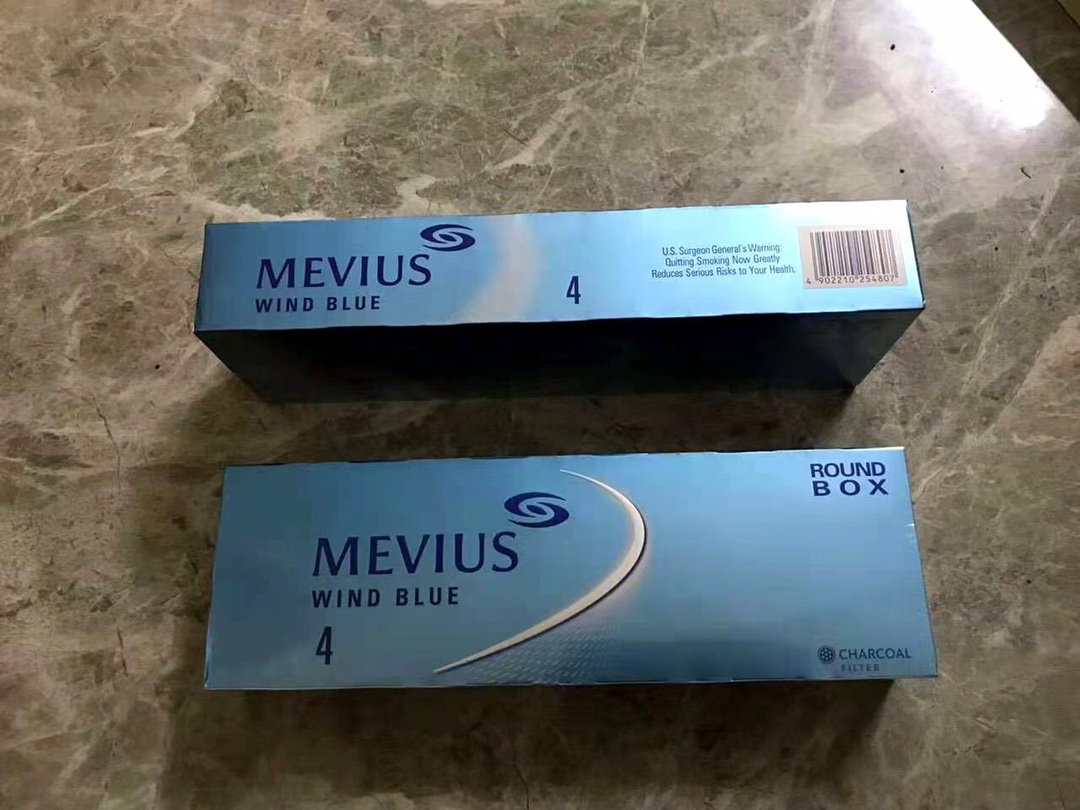 MEVIUS
WIND BLUE
4
U.S. Surgeon General's Warning:
Quitting Smoking Now Greatly
Reduces Serious Risks to Your Health.
4 902210 254807
ROUND
BOX
MEVIUS
WIND BLUE
4
CHARCOAL
FILTER